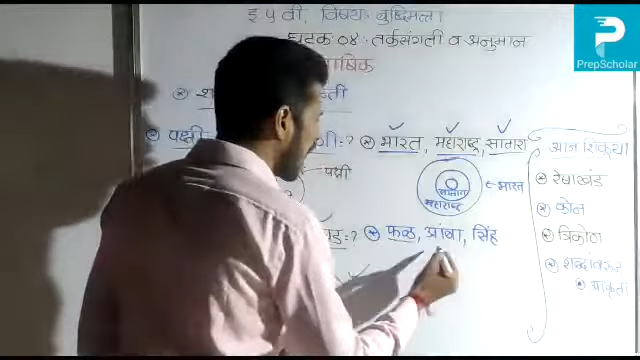 इ ५ वी, विषय: बुद्धिमत्ता
घटक ०४ : तर्कसंगती व अनुमान
PrepScholar
पक्षी
:? भारत, महाराष्ट्र, सातारा
पक्षी
भारत
सातारा
महाराष्ट्र
:? फळ, आंबा, सिंह
आज शिकूया
रेषाखंड
कोन
त्रिकोण
शब्दांवरून
आकृती